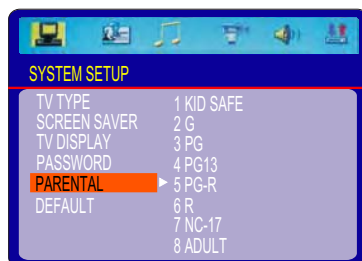 SYSTEM SETUP
TV TYPE
SCREEN SAVER
TV DISPLAY
PASSWORD
PARENTAL
DEFAULT
1 KID SAFE
2 G
3 PG
4 PG13
5 PG-R
6 R
7 NC-17
8 ADULT